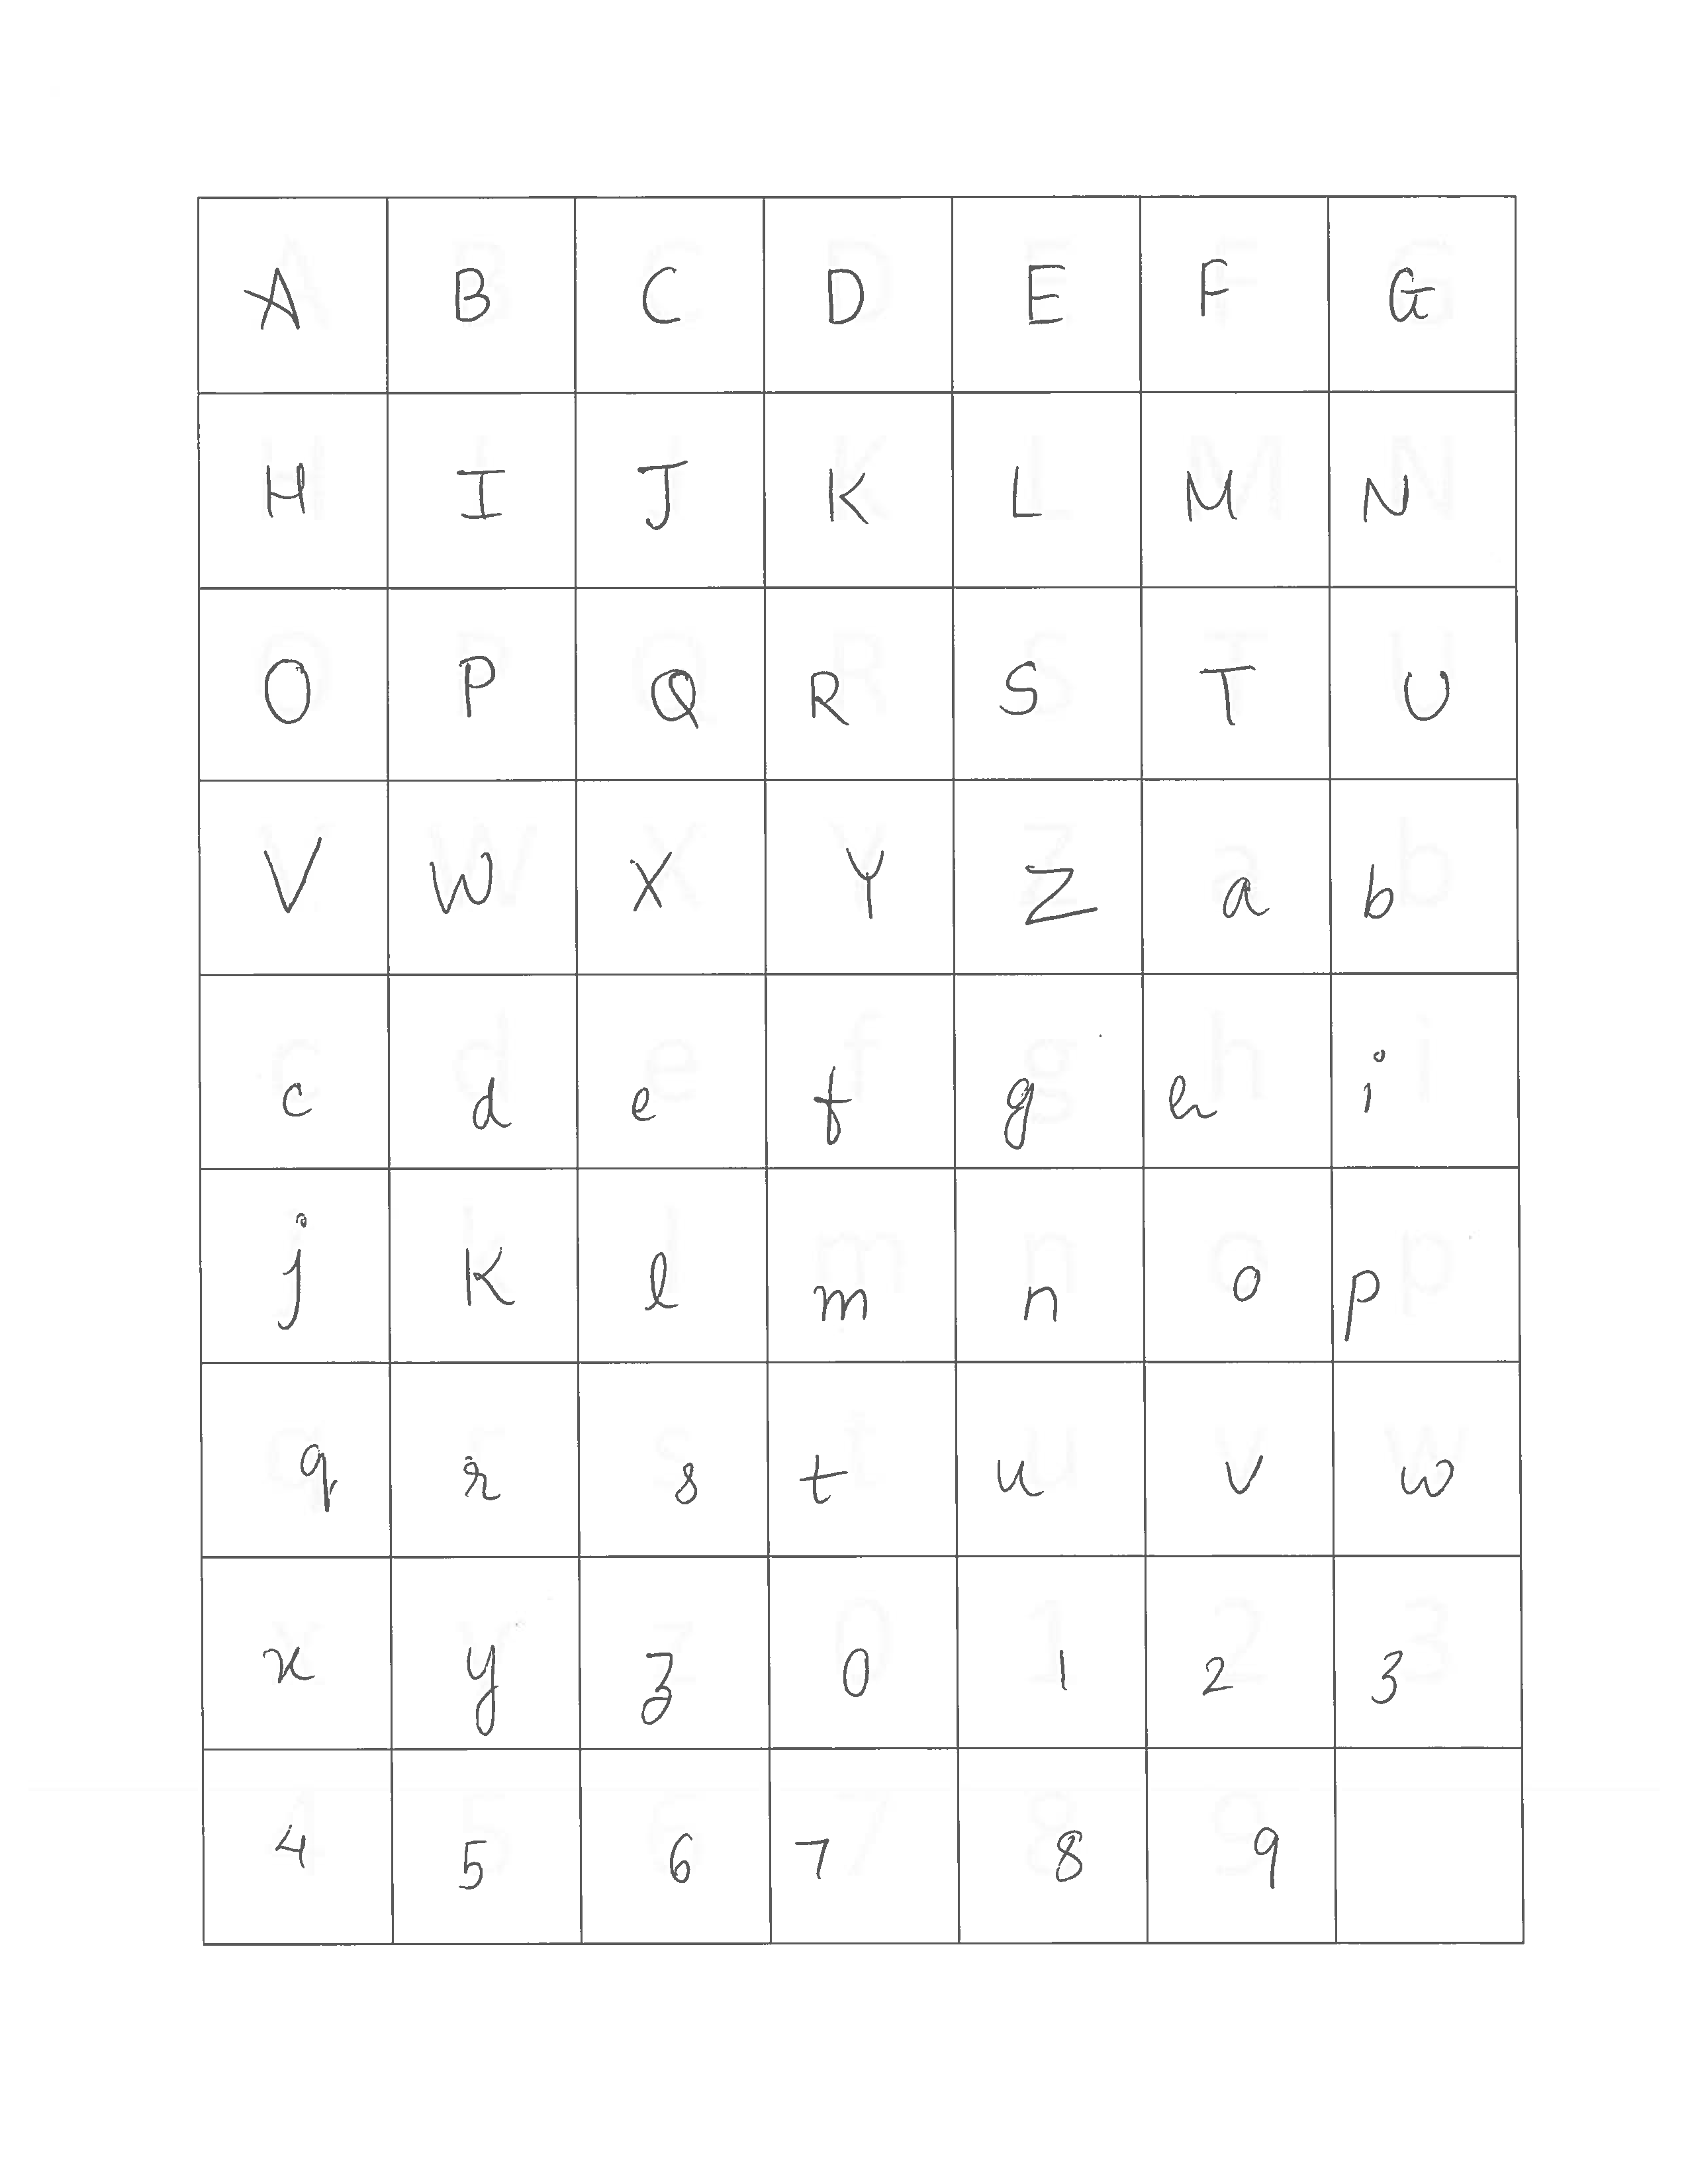 A B C D E F G
H I J K L M N
O P Q R S T U
V W X Y Z a b
c d e f g h i
j k l m n o p
q r s t u v w
x y z 0 1 2 3
4 5 6 7 8 9